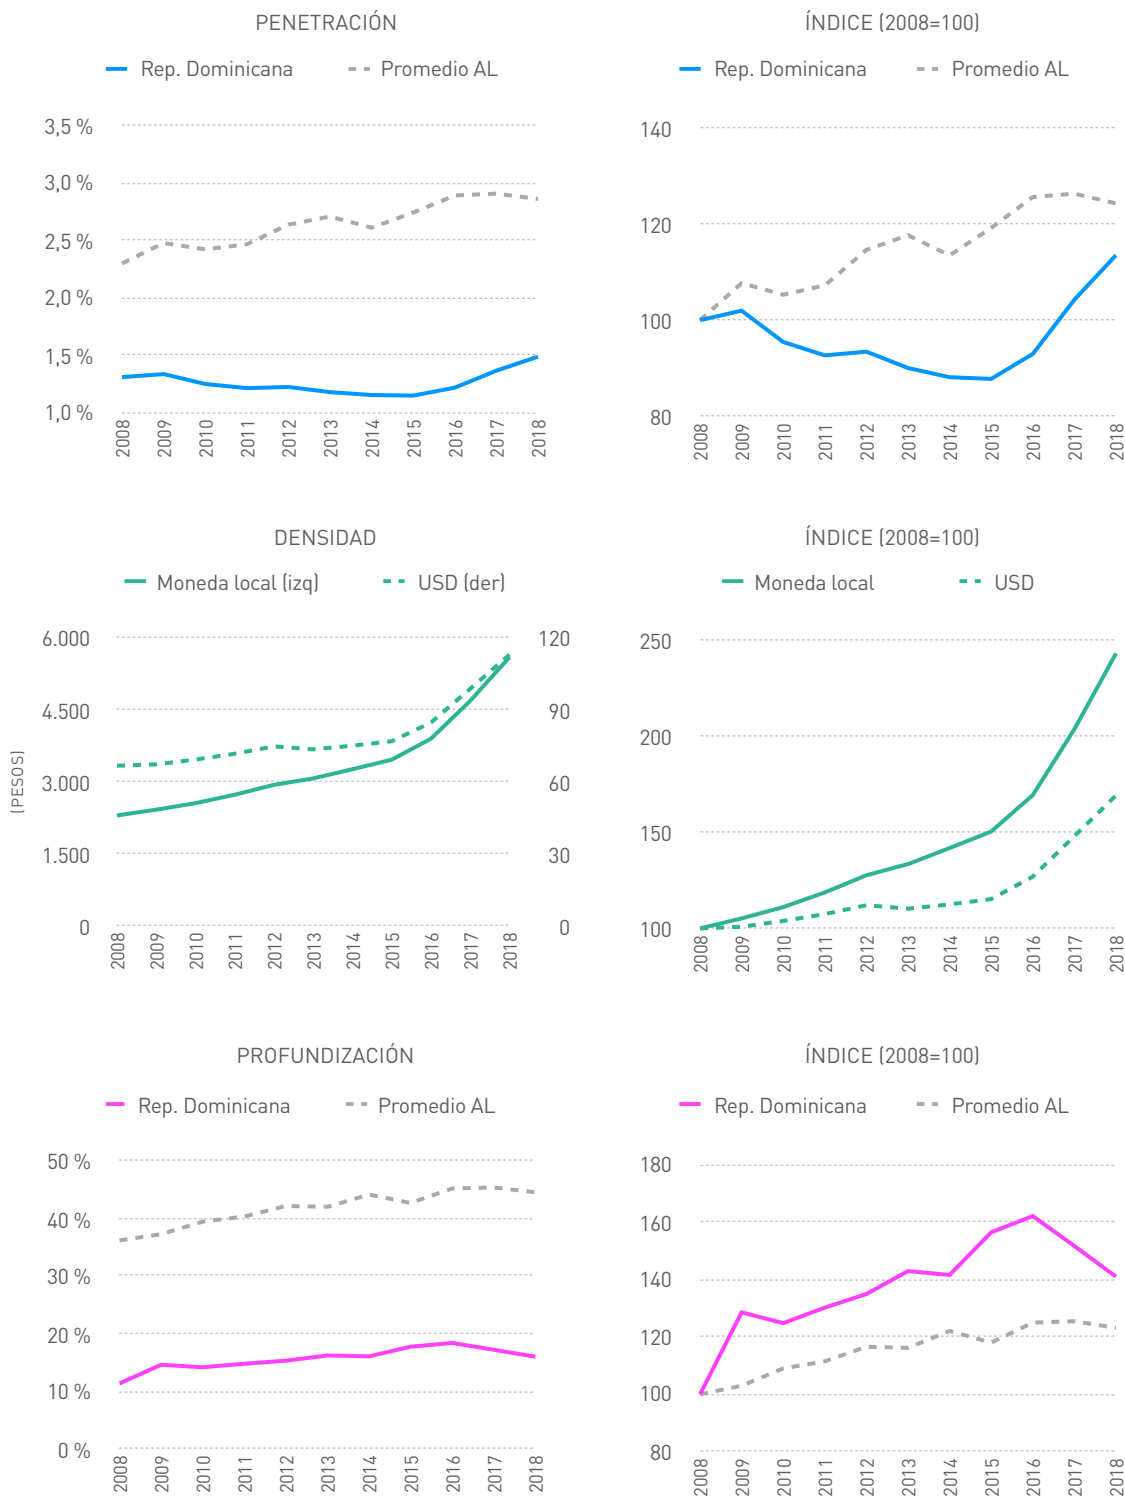 PENETRACIÓN
Rep. Dominicana Promedio AL
3,5 %
3,0 %
2,5 %
2,0 %
1,5 %
1,0 %
2008 2009 2010 2011 2012 2013 2014 2015 2016 2017 2018
ÍNDICE (2008=100)
Rep. Dominicana Promedio AL
140
120
100
80
2008 2009 2010 2011 2012 2013 2014 2015 2016 2017 2018
DENSIDAD
Moneda local (izq) USD (der)
(PESOS)
6.000 120
4.500 90
3.000 60
1.500 30
0 0
2008 2009 2010 2011 2012 2013 2014 2015 2016 2017 2018
ÍNDICE (2008=100)
Moneda local USD
250
200
150
100
2008 2009 2010 2011 2012 2013 2014 2015 2016 2017 2018
PROFUNDIZACIÓN
Rep. Dominicana Promedio AL
50 %
40 %
30 %
20 %
10 %
0 %
2008 2009 2010 2011 2012 2013 2014 2015 2016 2017 2018
ÍNDICE (2008=100)
Rep. Dominicana Promedio AL
180
160
140
120
100
80
2008 2009 2010 2011 2012 2013 2014 2015 2016 2017 2018